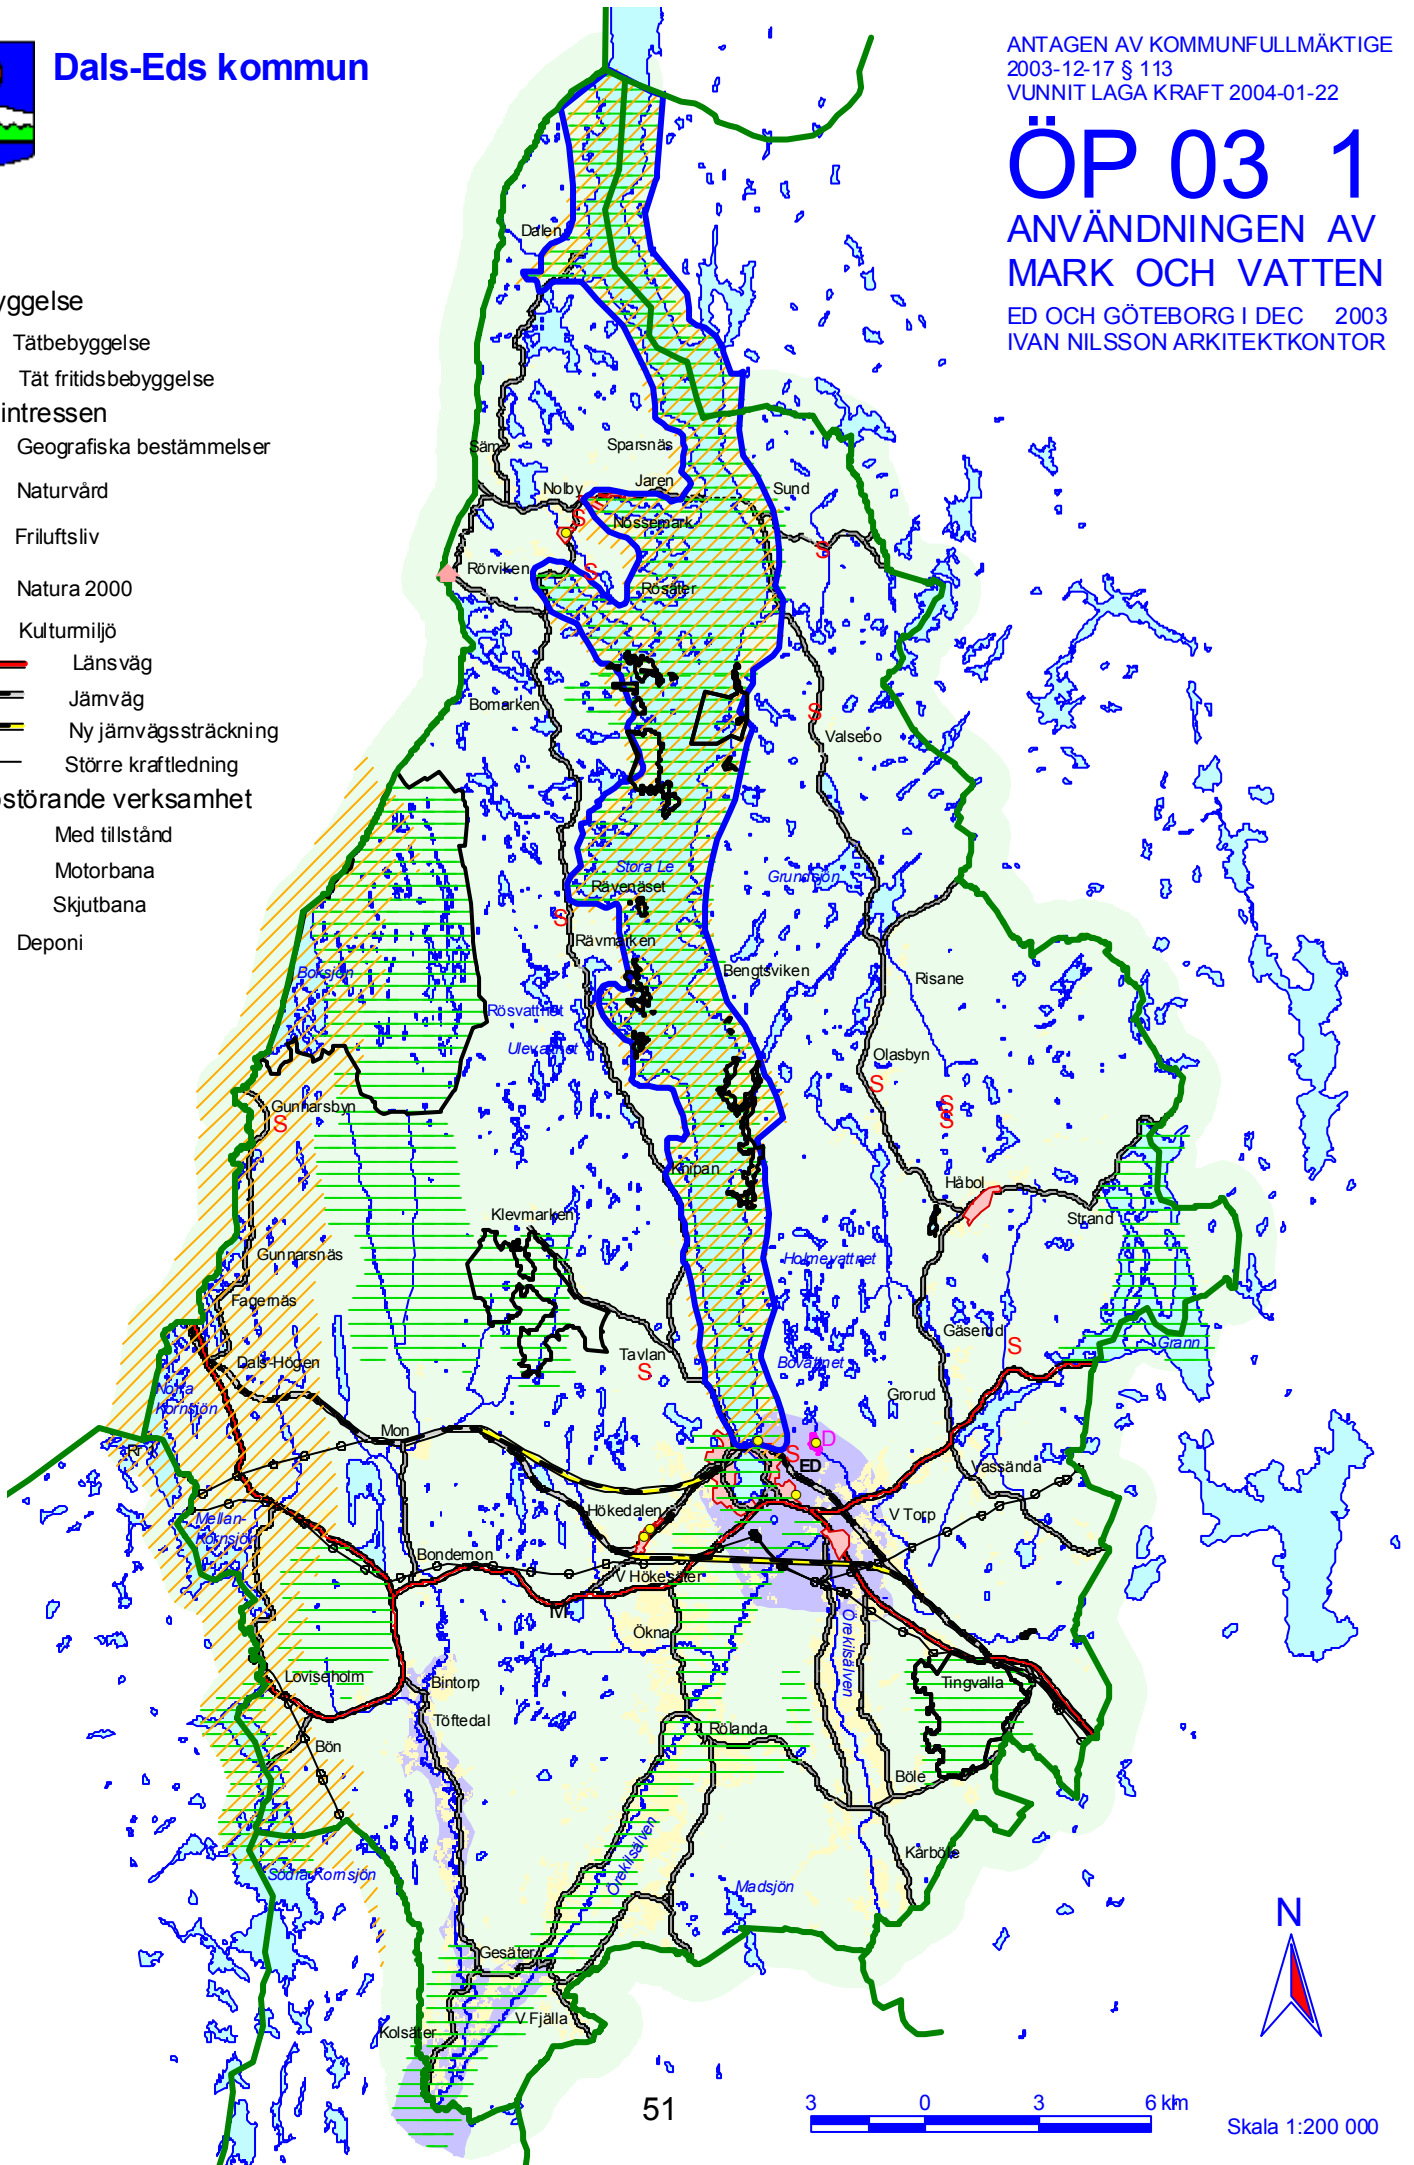 Dals-Eds kommun
ANTAGEN AV KOMMUNFULLMÄKTIGE
2003-12-17 § 113
VUNNIT LAGA KRAFT 2004-01-22
ÖP 03 1
ANVÄNDNINGEN AV
MARK OCH VATTEN
ED OCH GÖTEBORG I DEC 2003
IVAN NILSSON ARKITEKTKONTOR
yggelse
Tätbebyggelse
Tät fritidsbebyggelse
intressen
Geografiska bestämmelser
Naturvård
Friluftsliv
Natura 2000
Kulturmiljö
Länsväg
Järnväg
Ny järnvägssträckning
Större kraftledning
störande verksamhet
Med tillstånd
Motorbana
Skjutbana
Deponi
Dalen
Säm
Sparsnäs
Jaren
Nolby
Sund
S
Nössemark
S
Rörviken
S
Rösäter
Bomarken
S
Valsebo
Stora Le
Grundsjön
Rävenäset
S
Rävmarken
Bengtsviken
Boksjön
Risane
Rösvattnet
Ulevattnet
Olasbyn
S
Gunnarsbyn
S
S
S
Knipan
Håbol
Klevmarken
Strand
Gunnarsnäs
Holmevattnet
Fagernäs
Gäserud
S
Grann
Dals-Högen
Tavlan
S
Bovattnet
Norra
Kornsjön
Grorud
Mon
D
S
ED
Vassända
Hökedalen
V Torp
Mellan-
Kornsjön
Bondemon
V Hökesäter
M
Ökna
Örekilsälven
Loviseholm
Bintorp
Tingvalla
Töftedal
Rölanda
Bön
Böle
Kårböle
Örekilsälven
Södra Kornsjön
Madsjön
Gesäter
V Fjälla
Kolsäter
N
51
3 0 3 6 km
Skala 1:200 000